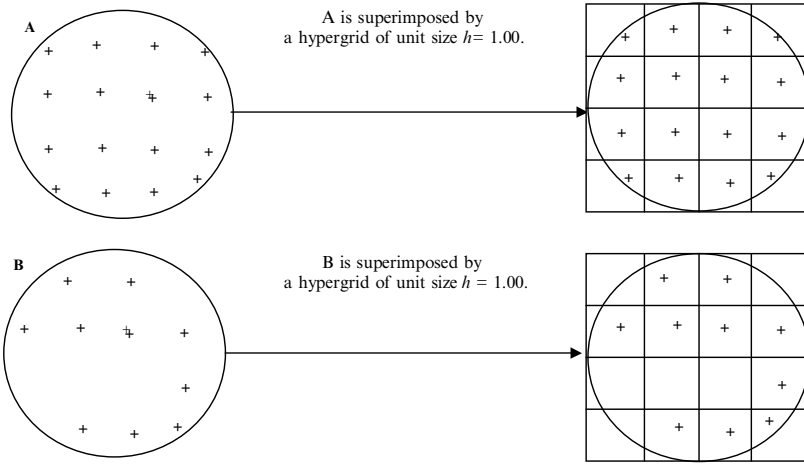 A
A is superimposed by
a hypergrid of unit size h= 1.00.
B
B is superimposed by
a hypergrid of unit size h = 1.00.